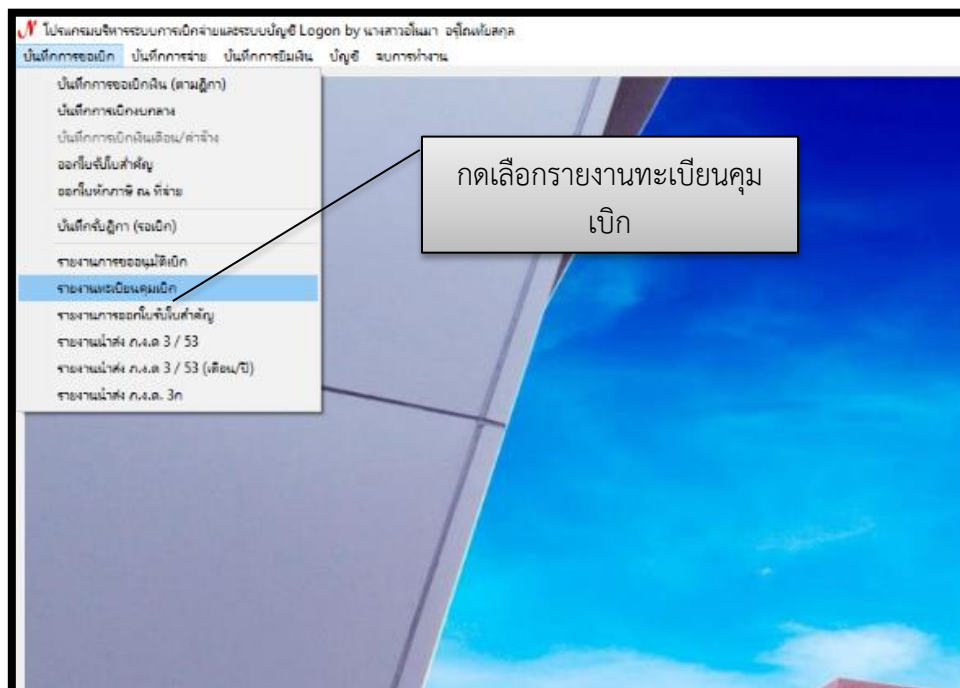 โปรแกรมบริหารระบบการเบิกจ่ายและระบบบัญชี Logon by นางสาวอโนมา
บันทึกการขอเบิก บันทึกการจ่าย บันทึกการยืมเงิน บัญชี จบการทำงาน
บันทึกการขอเบิกเงิน (ตามฎีกา)
บันทึกการเบิกงบกลาง
บันทึกการเบิกเงินเดือน/ค่าจ้าง
ออกใบรับใบสำคัญ
ออกใบหักภาษี ณ ที่จ่าย
บันทึกรับฎีกา (รอเบิก)
รายงานการขออนุมัติเบิก
รายงานทะเบียนคุมเบิก
รายงานการออกใบรับใบสำคัญ
รายงานนำส่ง ภ.ง.ด 3 / 53
รายงานนำส่ง ภ.ง.ด 3 / 53 (เดือน/ปี)
รายงานนำส่ง ภ.ง.ด. 3ก
กดเลือกรายงานทะเบียนคุม
เบิก